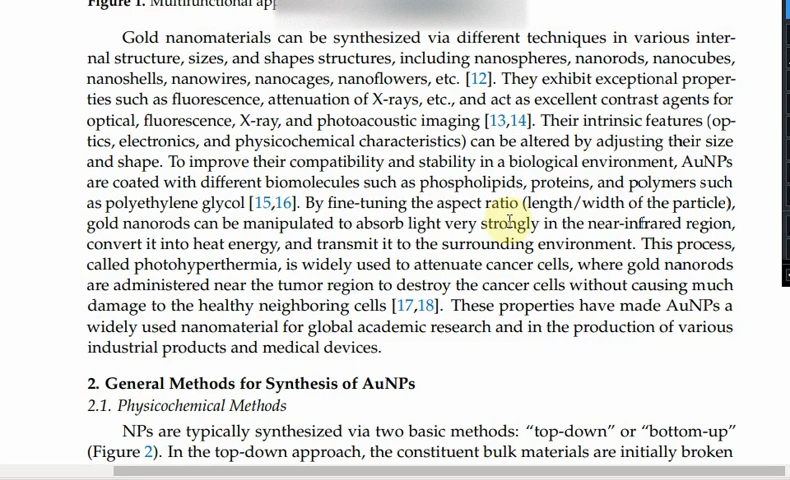 Figure 1. Multifunctional app
Gold nanomaterials can be synthesized via different techniques in various inter-
nal structure, sizes, and shapes structures, including nanospheres, nanorods, nanocubes,
nanoshells, nanowires, nanocages, nanoflowers, etc. [12]. They exhibit exceptional proper-
ties such as fluorescence, attenuation of X-rays, etc., and act as excellent contrast agents for
optical, fluorescence, X-ray, and photoacoustic imaging [13,14]. Their intrinsic features (op-
tics, electronics, and physicochemical characteristics) can be altered by adjusting their size
and shape. To improve their compatibility and stability in a biological environment, AuNPs
are coated with different biomolecules such as phospholipids, proteins, and polymers such
as polyethylene glycol [15,16]. By fine-tuning the aspect ratio (length/width of the particle),
gold nanorods can be manipulated to absorb light very strongly in the near-infrared region,
convert it into heat energy, and transmit it to the surrounding environment. This process,
called photohyperthermia, is widely used to attenuate cancer cells, where gold nanorods
are administered near the tumor region to destroy the cancer cells without causing much
damage to the healthy neighboring cells [17,18]. These properties have made AuNPs a
widely used nanomaterial for global academic research and in the production of various
industrial products and medical devices.
2. General Methods for Synthesis of AuNPs
2.1. Physicochemical Methods
NPs are typically synthesized via two basic methods: “top-down” or “bottom-up”
(Figure 2). In the top-down approach, the constituent bulk materials are initially broken